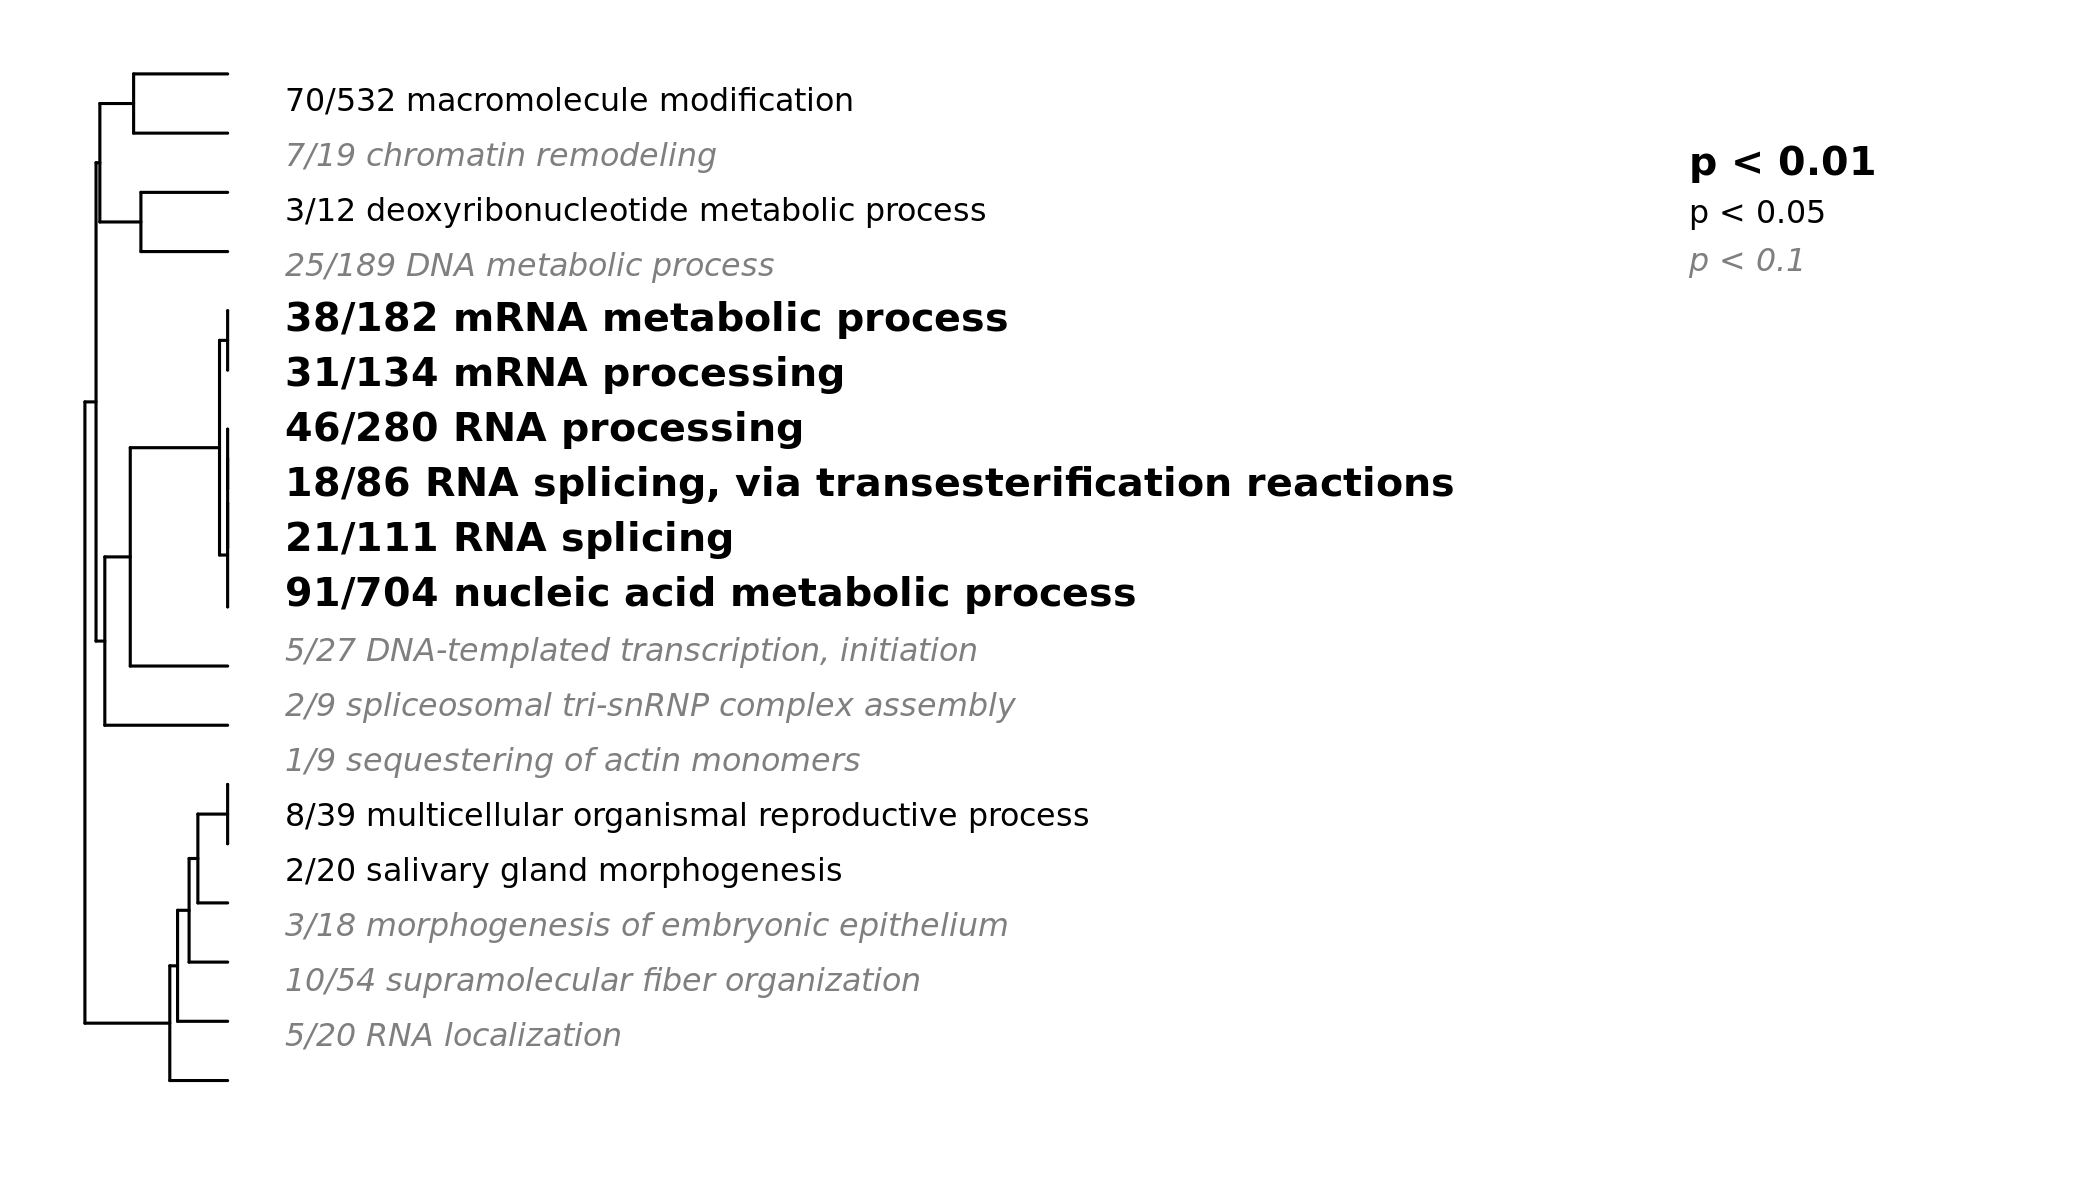 70/532 macromolecule modification
7/19 chromatin remodeling
3/12 deoxyribonucleotide metabolic process
25/189 DNA metabolic process
38/182 mRNA metabolic process
31/134 mRNA processing
46/280 RNA processing
18/86 RNA splicing, via transesterification reactions
21/111 RNA splicing
91/704 nucleic acid metabolic process
5/27 DNA-templated transcription, initiation
2/9 spliceosomal tri-snRNP complex assembly
1/9 sequestering of actin monomers
8/39 multicellular organismal reproductive process
2/20 salivary gland morphogenesis
3/18 morphogenesis of embryonic epithelium
10/54 supramolecular fiber organization
5/20 RNA localization
p < 0.01
p < 0.05
p < 0.1